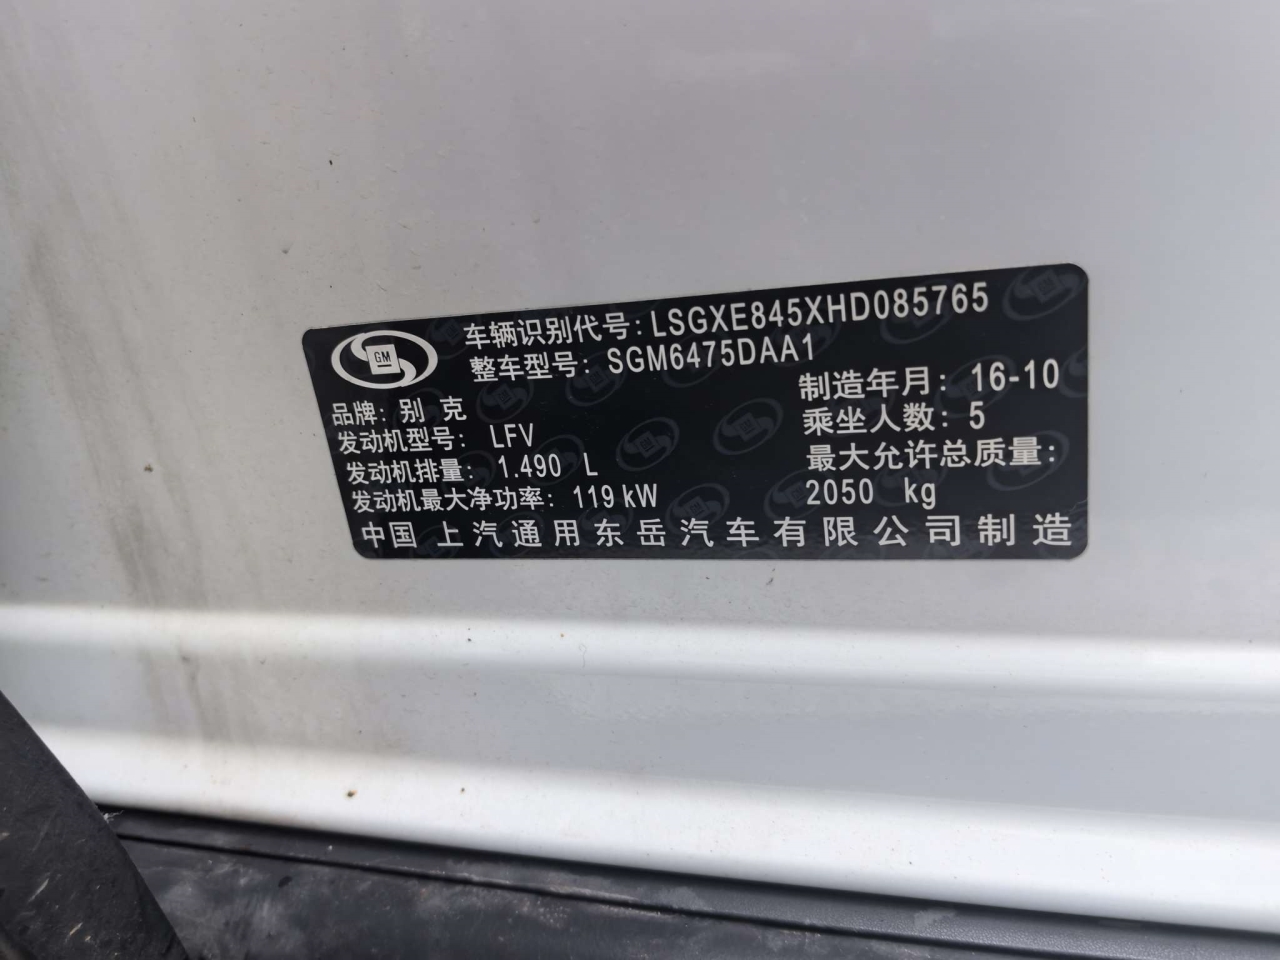 GM
车辆识别代号:LSGXE845XHD085765
整车型号:SGM6475DAA1
品牌:别克
制造年月:16-10
发动机型号:LFV
乘坐人数:5
发动机排量:1.490 L
最大允许总质量:
发动机最大净功率:119 kW
2050 kg
中国 上汽通用东岳汽车有限公司制造